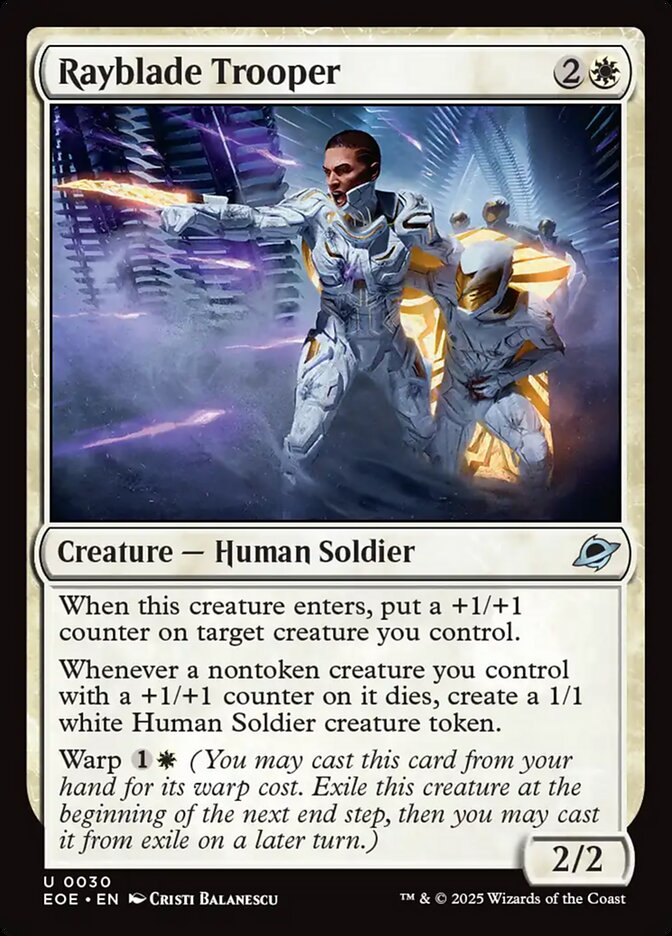 Rayblade Trooper 2
Creature — Human Soldier
When this creature enters, put a +1/+1
counter on target creature you control.
Whenever a nontoken creature you control
with a +1/+1 counter on it dies, create a 1/1
white Human Soldier creature token.
Warp 1 (You may cast this card from your
hand for its warp cost. Exile this creature at the
beginning of the next end step, then you may cast
it from exile on a later turn.)
2/2
U 0030
EOE • EN Cristi Balanescu
™ & © 2025 Wizards of the Coast